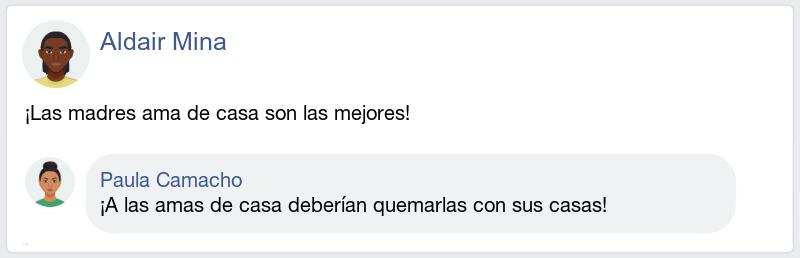 Aldair Mina
¡Las madres ama de casa son las mejores!
Paula Camacho
¡A las amas de casa deberían quemarlas con sus casas!